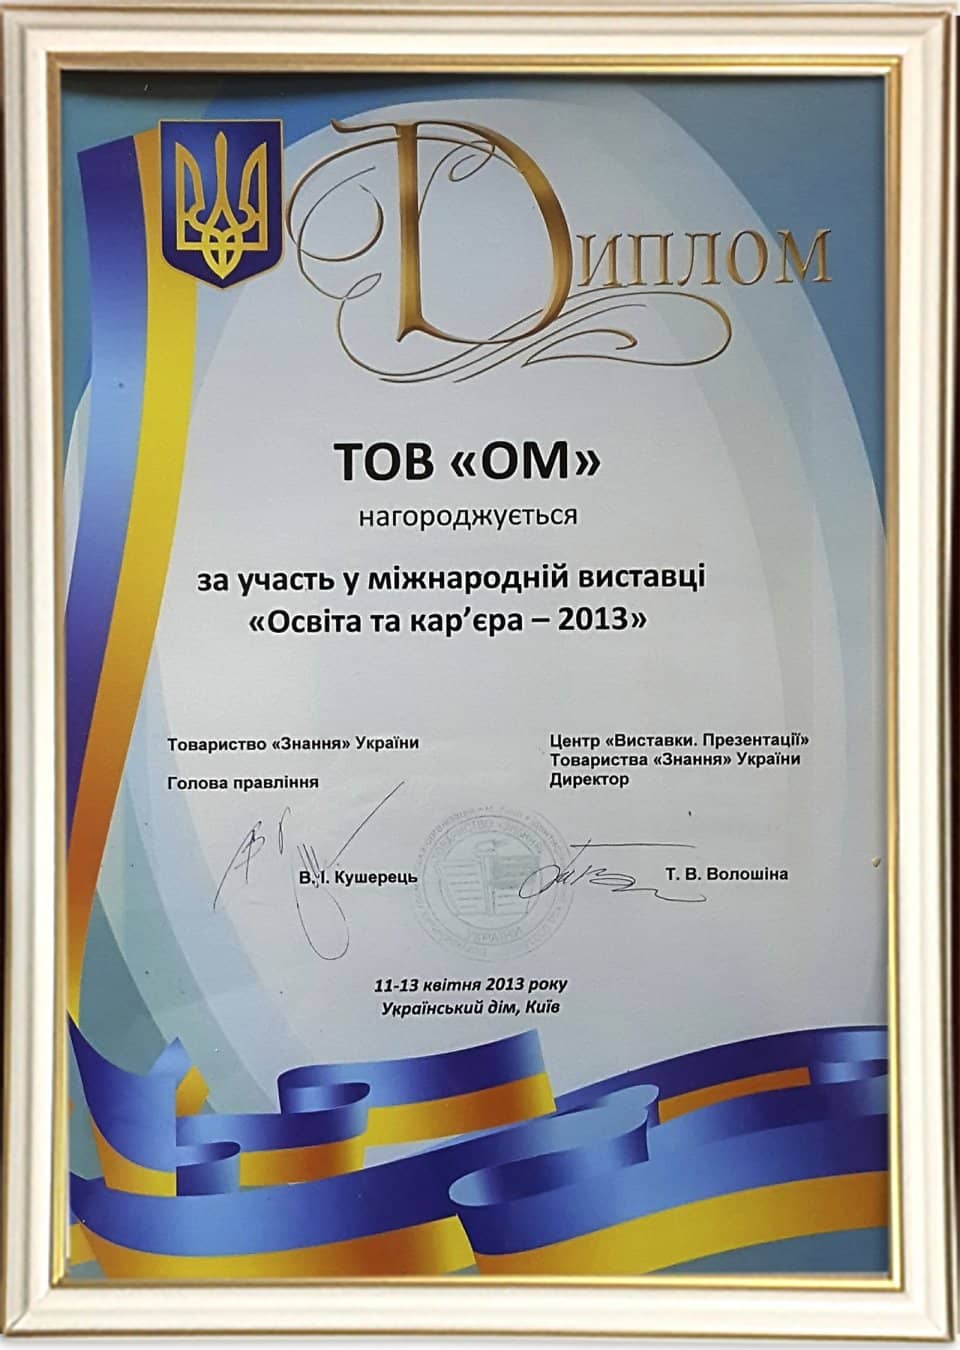 Диплом
ТОВ «ОМ»
нагороджується
за участь у міжнародній виставці
«Освіта та кар’єра – 2013»
Товариство «Знання» України
Голова правління
В. І. Кушерець
Центр «Виставки. Презентації»
Товариства «Знання» України
Директор
Т. В. Волошіна
УКРАЇНИ
11-13 квітня 2013 року
Український дім, Київ